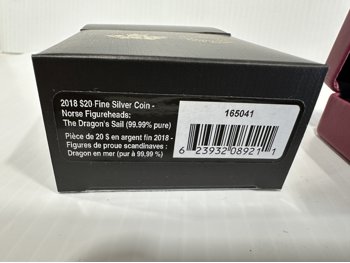 2018 $20 Fine Silver Coin -
Norse Figureheads:
The Dragon's Sail (99.99% pure)
Pièce de 20 $ en argent fin 2018 -
Figures de proue scandinaves :
Dragon en mer (pur à 99,99 %)
165041
6 23932 08921 1